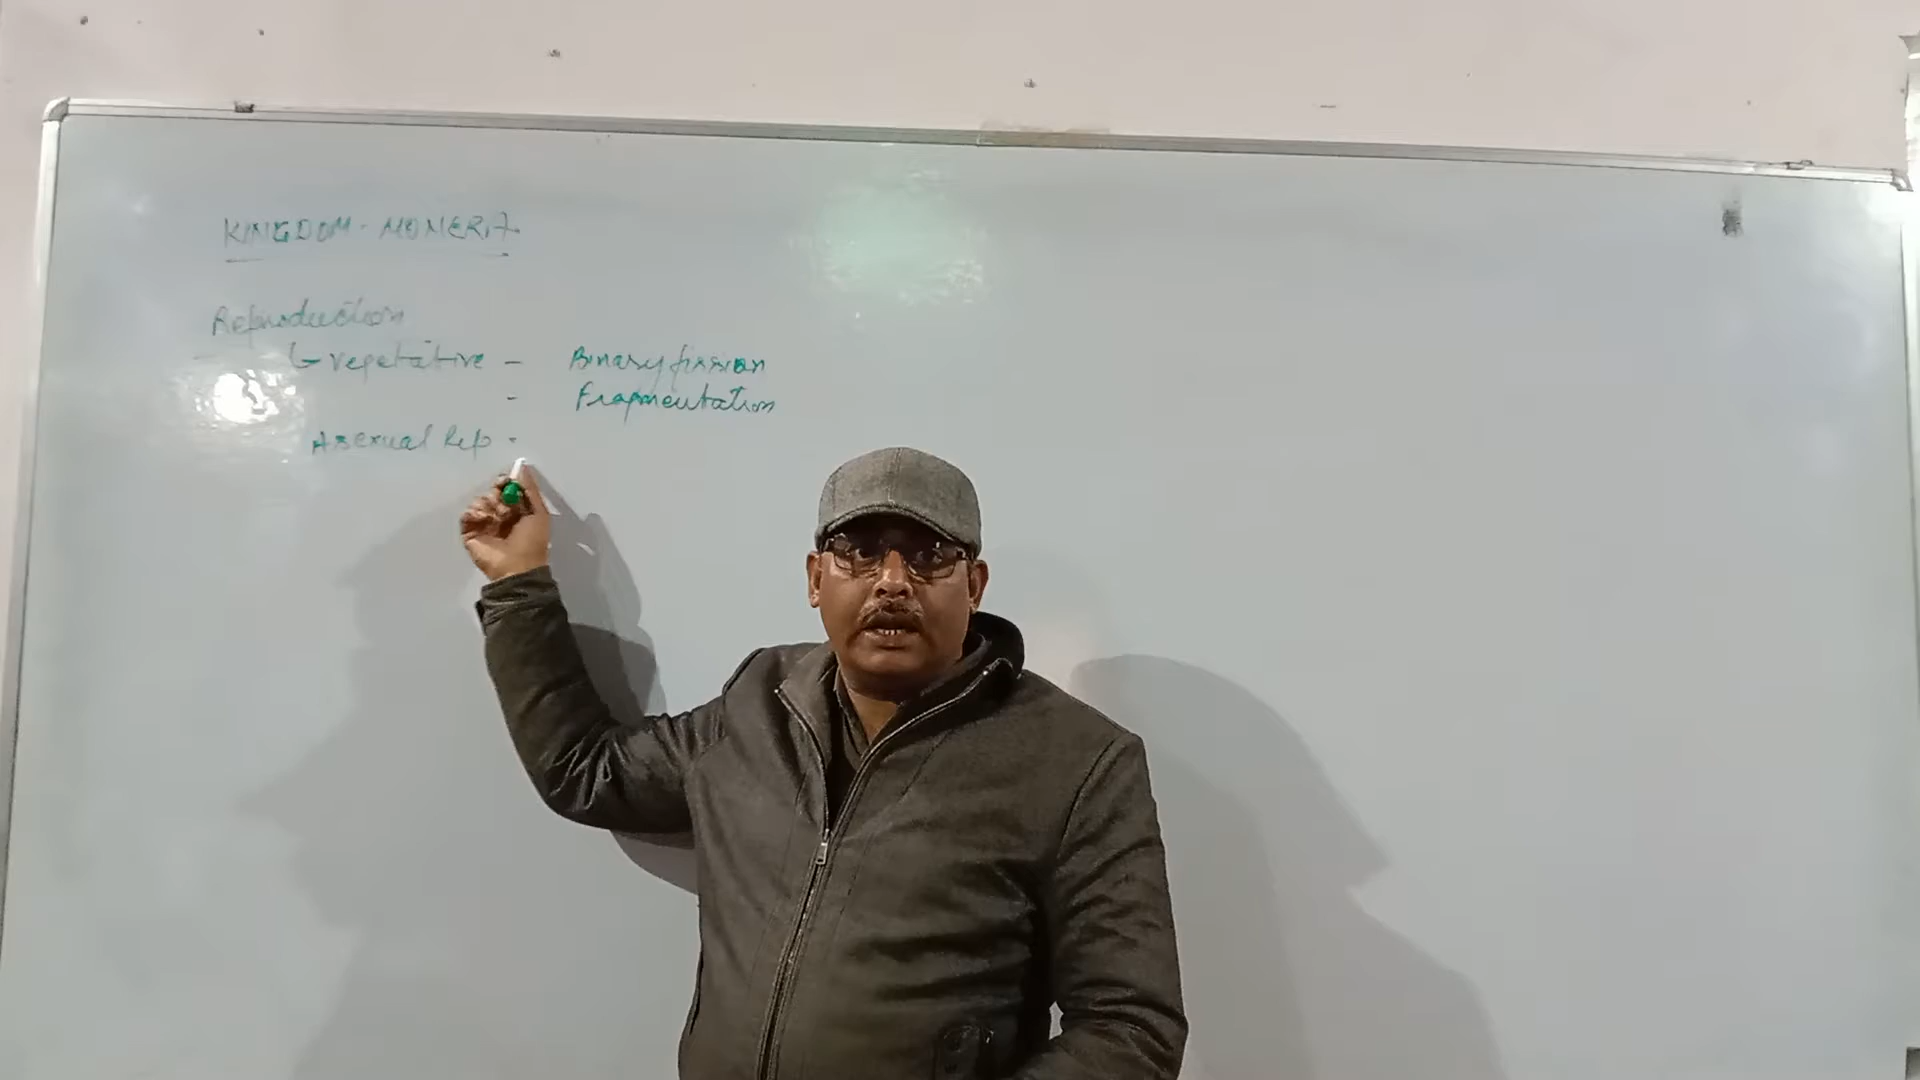 KINGDOM - MONERA
Reproduction
↳ vegetative - Binary fission
- Fragmentation
Asexual Rep -